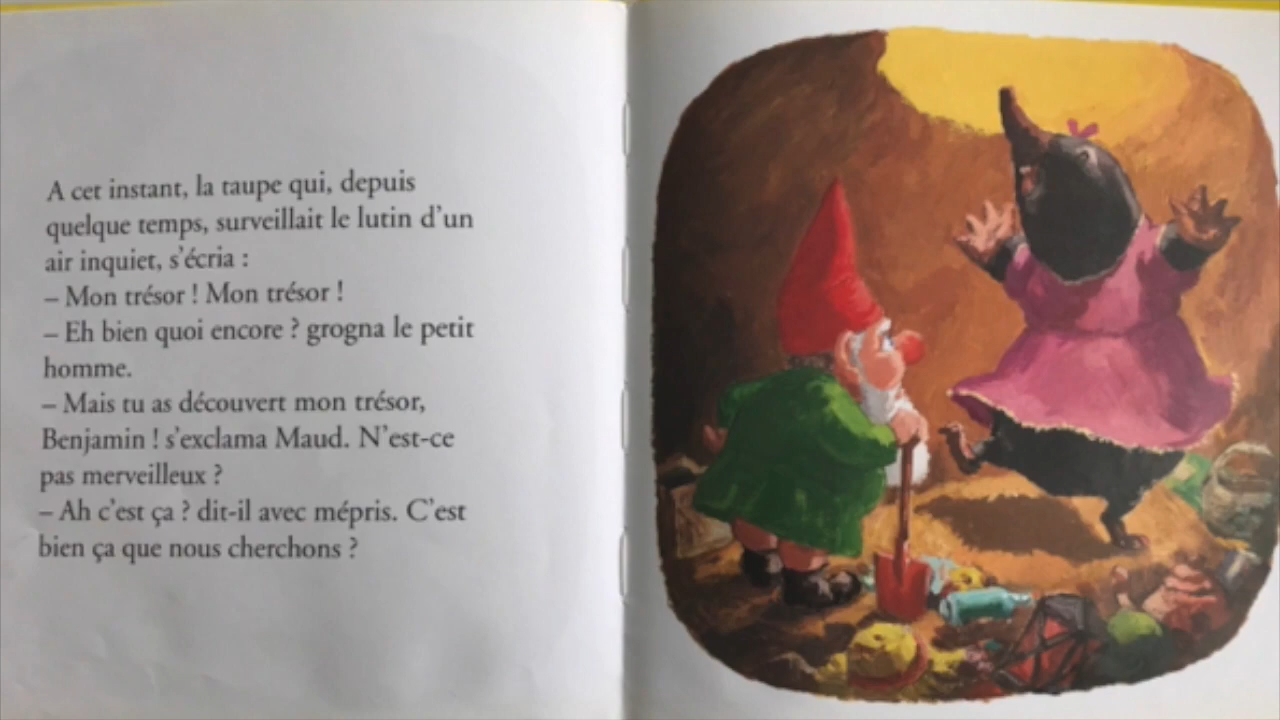 A cet instant, la taupe qui, depuis
quelque temps, surveillait le lutin d’un
air inquiet, s’écria :
– Mon trésor ! Mon trésor !
– Eh bien quoi encore ? grogna le petit
homme.
– Mais tu as découvert mon trésor,
Benjamin ! s’exclama Maud. N’est-ce
pas merveilleux ?
– Ah c’est ça ? dit-il avec mépris. C’est
bien ça que nous cherchons ?